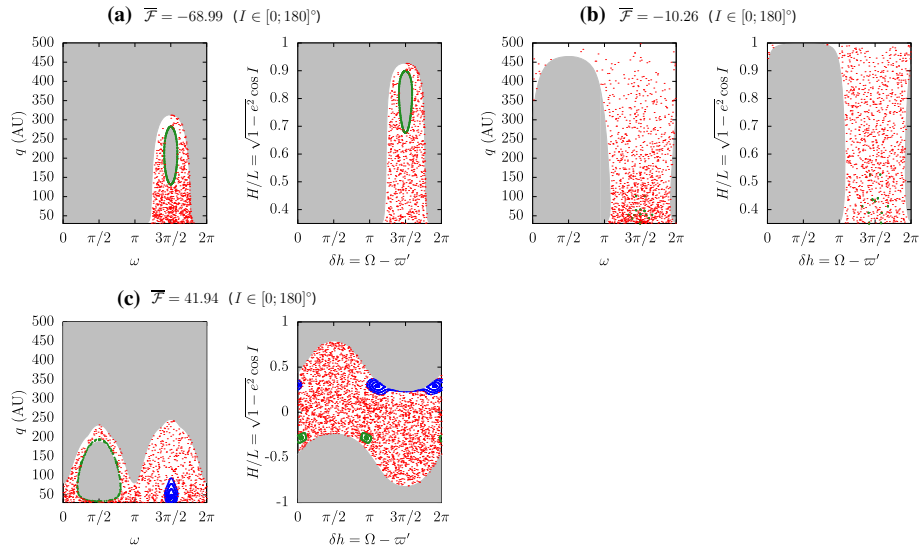 (a) F̅ = −68.99 (I ∈ [0; 180]°)
500
450
400
350
300
250
200
150
100
50
q (AU)
0 π/2 π 3π/2 2π
ω
1
0.9
0.8
0.7
0.6
0.5
0.4
H/L = √1 − e² cos I
0 π/2 π 3π/2 2π
δh = Ω − ϖ′
(b) F̅ = −10.26 (I ∈ [0; 180]°)
500
450
400
350
300
250
200
150
100
50
q (AU)
0 π/2 π 3π/2 2π
ω
1
0.9
0.8
0.7
0.6
0.5
0.4
H/L = √1 − e² cos I
0 π/2 π 3π/2 2π
δh = Ω − ϖ′
(c) F̅ = 41.94 (I ∈ [0; 180]°)
500
450
400
350
300
250
200
150
100
50
q (AU)
0 π/2 π 3π/2 2π
ω
1
0.5
0
-0.5
-1
H/L = √1 − e² cos I
0 π/2 π 3π/2 2π
δh = Ω − ϖ′